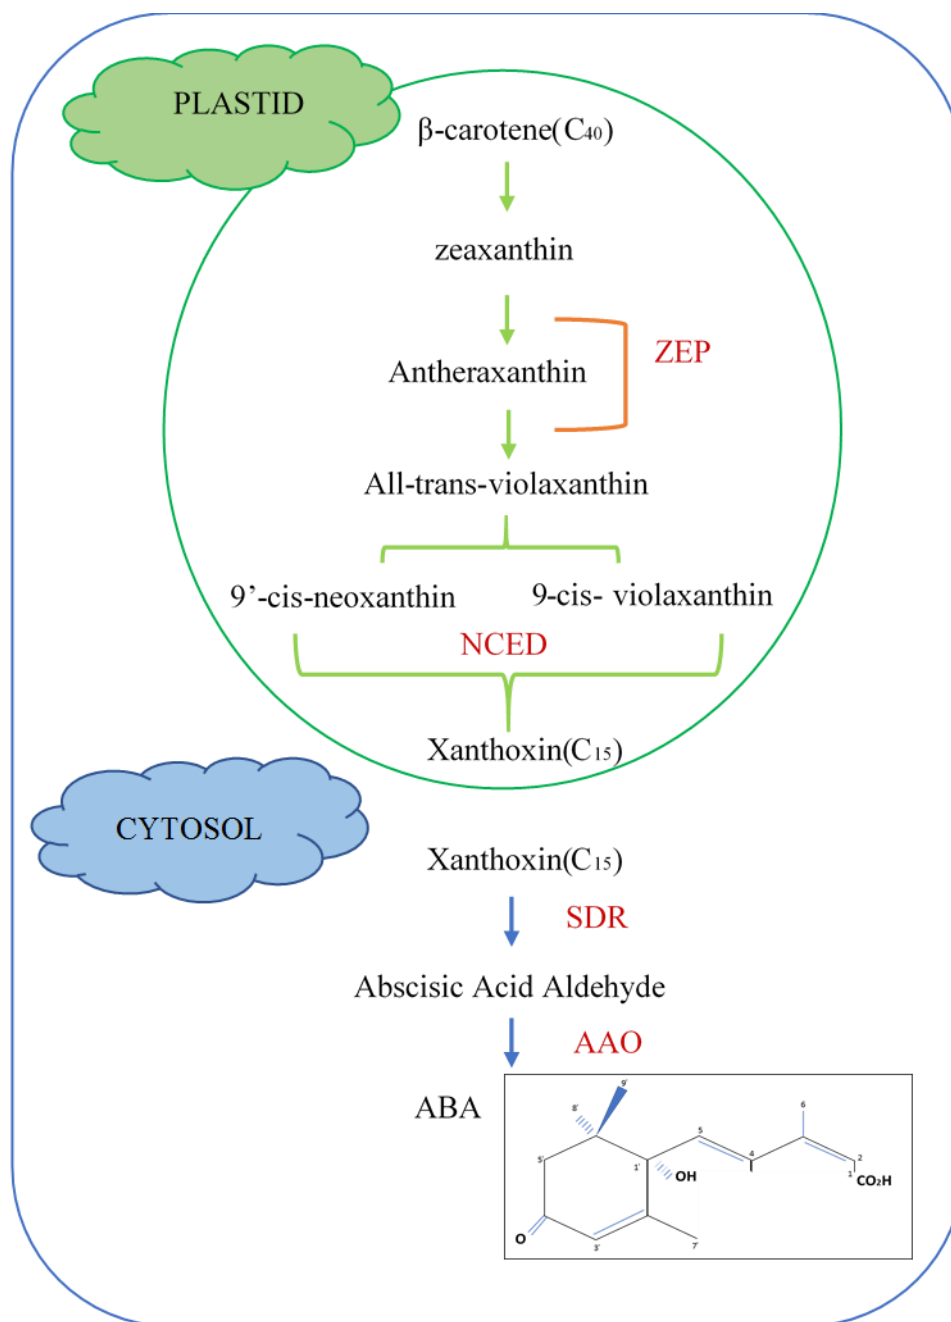 PLASTID
β-carotene(C₄₀)
zeaxanthin
ZEP
Antheraxanthin
All-trans-violaxanthin
9’-cis-neoxanthin
9-cis- violaxanthin
NCED
Xanthoxin(C₁₅)
CYTOSOL
Xanthoxin(C₁₅)
SDR
Abscisic Acid Aldehyde
AAO
ABA
9'
8'
6
5
5'
1'
OH
4
2
1
CO₂H
O
3'
7'